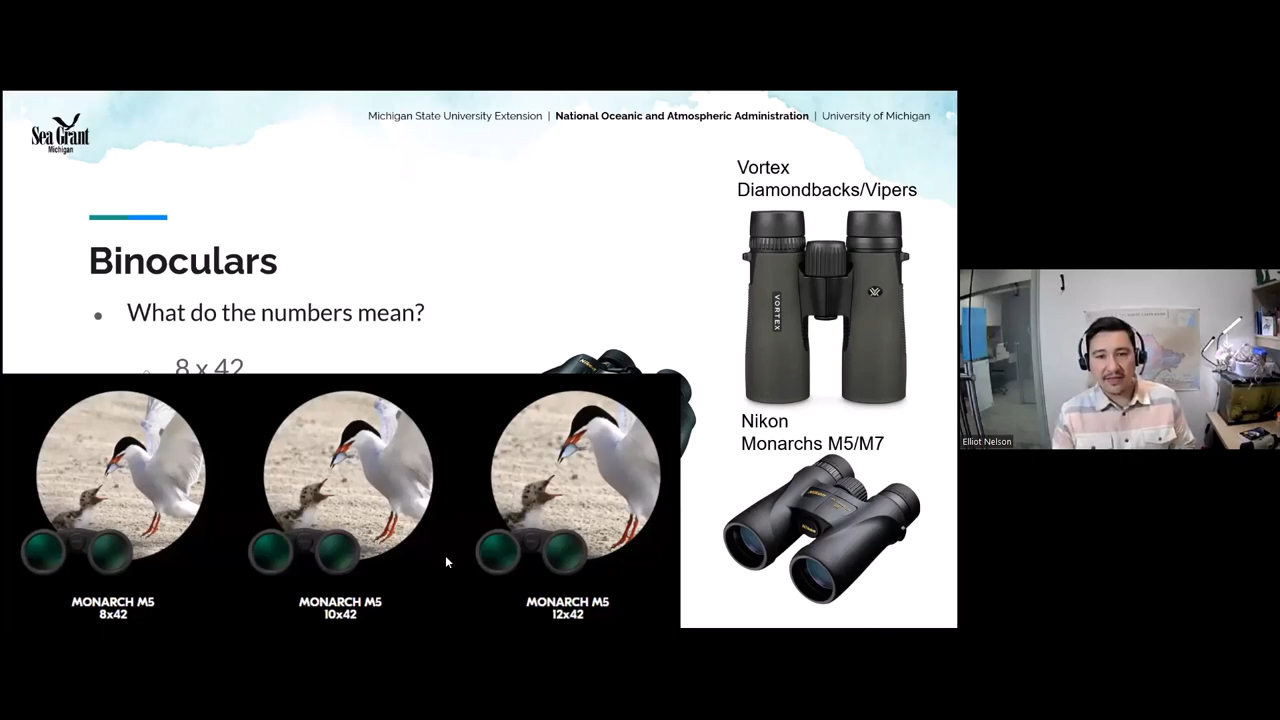 Sea Grant
Michigan
Michigan State University Extension | National Oceanic and Atmospheric Administration | University of Michigan
Vortex
Diamondbacks/Vipers
Binoculars
• What do the numbers mean?
8 x 42
VORTEX
Nikon
Monarchs M5/M7
Nikon
Elliot Nelson
MONARCH M5
8x42
MONARCH M5
10x42
MONARCH M5
12x42